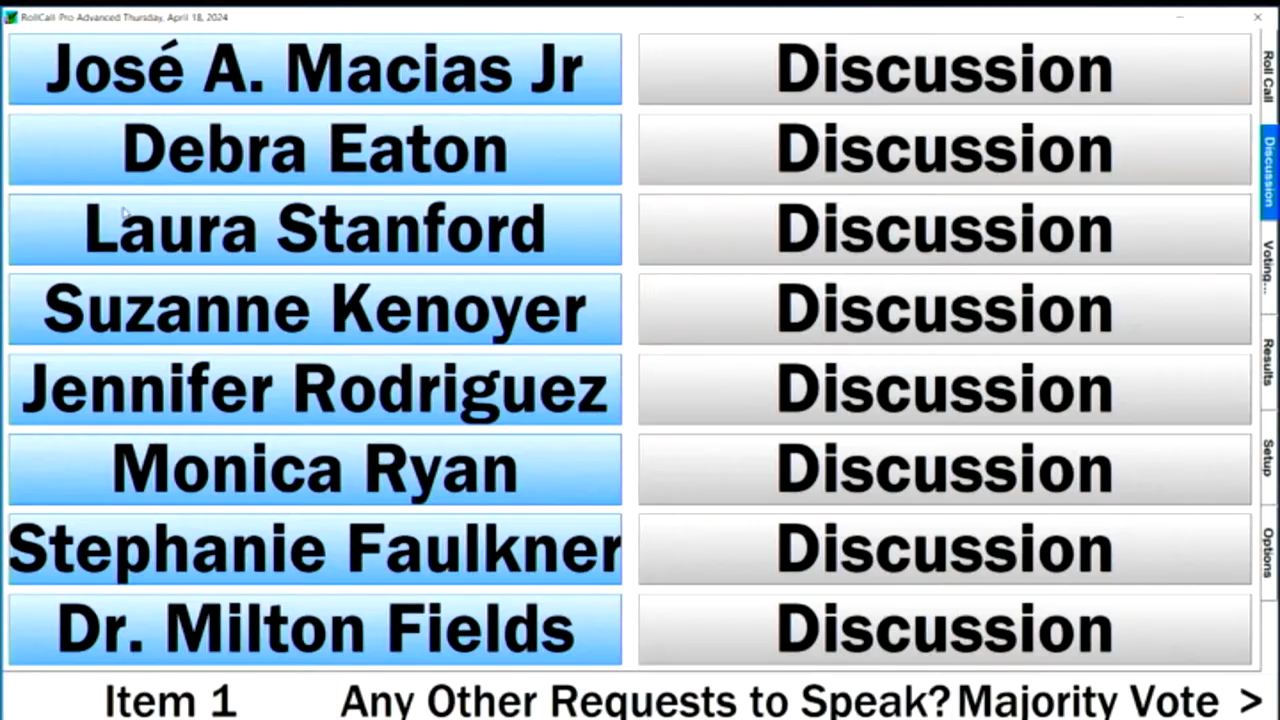 RollCall Pro Advanced Thursday, April 18, 2024
José A. Macias Jr Discussion
Debra Eaton Discussion
Laura Stanford Discussion
Suzanne Kenoyer Discussion
Jennifer Rodriguez Discussion
Monica Ryan Discussion
Stephanie Faulkner Discussion
Dr. Milton Fields Discussion
Item 1 Any Other Requests to Speak? Majority Vote >
Roll Call
Discussion
Voting...
Results
Setup
Options